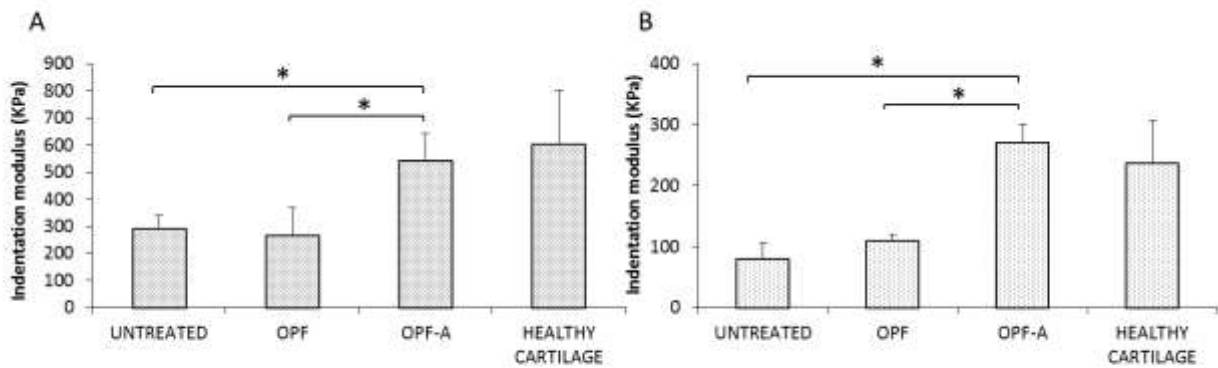 A
Indentation modulus (KPa)
900
800
700
600
500
400
300
200
100
0
*
*
UNTREATED
OPF
OPF-A
HEALTHY
CARTILAGE
B
Indentation modulus (KPa)
400
300
200
100
0
*
*
UNTREATED
OPF
OPF-A
HEALTHY
CARTILAGE